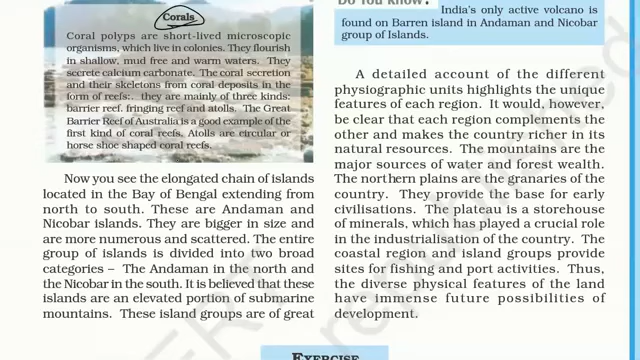 Corals
Coral polyps are short-lived microscopic
organisms, which live in colonies. They flourish
in shallow, mud free and warm waters. They
secrete calcium carbonate. The coral secretion
and their skeletons from coral deposits in the
form of reefs:. they are mainly of three kinds:
barrier reef, fringing reef and atolls. The Great
Barrier Reef of Australia is a good example of the
first kind of coral reefs. Atolls are circular or
horse shoe shaped coral reefs.
Now you see the elongated chain of islands
located in the Bay of Bengal extending from
north to south. These are Andaman and
Nicobar islands. They are bigger in size and
are more numerous and scattered. The entire
group of islands is divided into two broad
categories – The Andaman in the north and
the Nicobar in the south. It is believed that these
islands are an elevated portion of submarine
mountains. These island groups are of great
Do You Know?
India's only active volcano is
found on Barren island in Andaman and Nicobar
group of Islands.
A detailed account of the different
physiographic units highlights the unique
features of each region. It would, however,
be clear that each region complements the
other and makes the country richer in its
natural resources. The mountains are the
major sources of water and forest wealth.
The northern plains are the granaries of the
country. They provide the base for early
civilisations. The plateau is a storehouse
of minerals, which has played a crucial role
in the industrialisation of the country. The
coastal region and island groups provide
sites for fishing and port activities. Thus,
the diverse physical features of the land
have immense future possibilities of
development.
EXERCISE